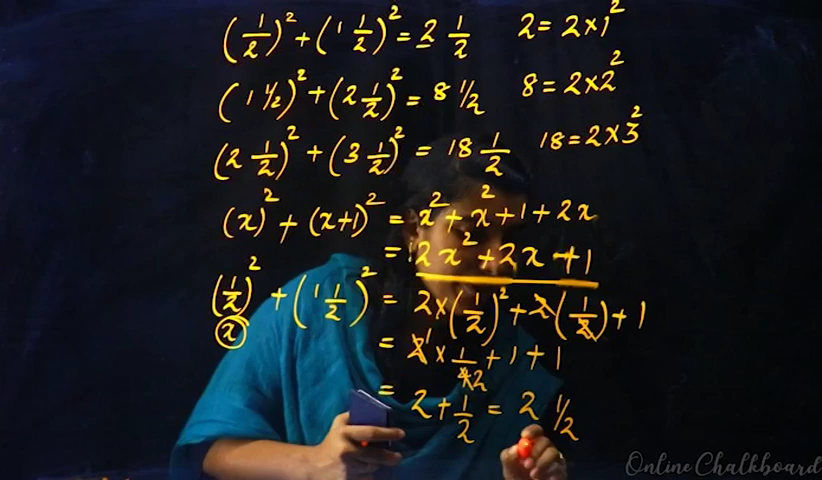 (1/2)² + (1 1/2)² = 2 1/2   2 = 2×1²
(1 1/2)² + (2 1/2)² = 8 1/2   8 = 2×2²
(2 1/2)² + (3 1/2)² = 18 1/2   18 = 2×3²
(x)² + (x+1)² = x² + x² + 1 + 2x
= 2x² + 2x + 1
(1/2)² + (1 1/2)² = 2×(1/2)² + 2(1/2) + 1
x
= 2 1 × 1/4 2 + 1 + 1
= 2 + 1/2 = 2 1/2
Online Chalkboard